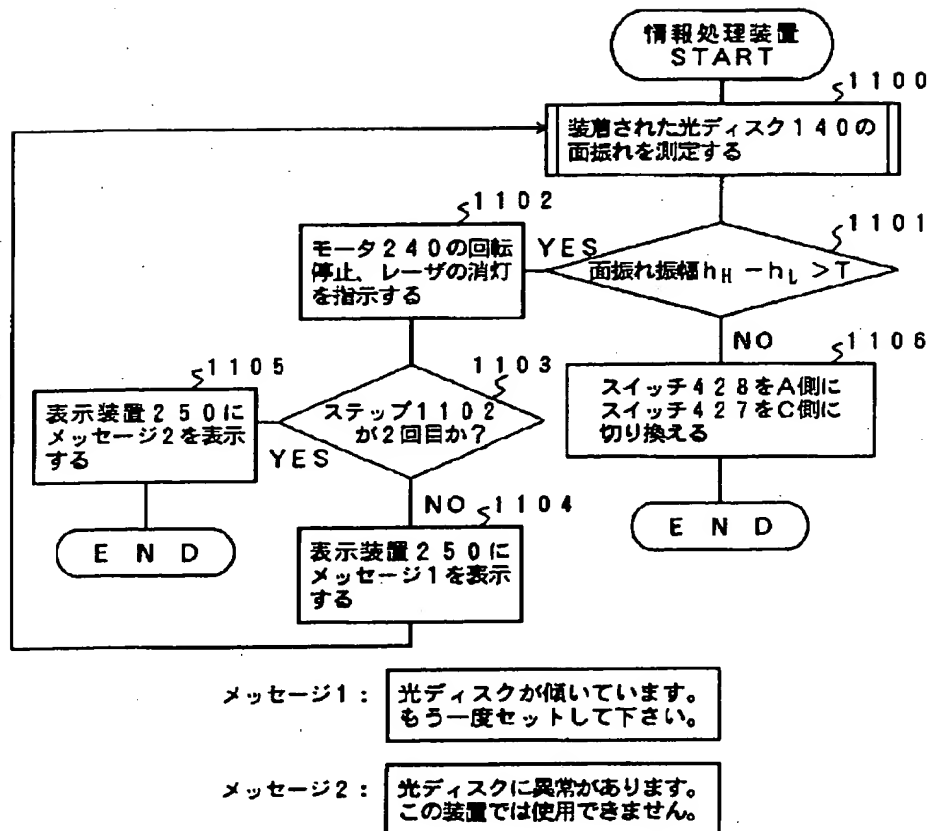 情報処理装置
START
1100
装着された光ディスク140の
面振れを測定する
1101
面振れ振幅hH－hL＞T
YES
1102
モータ240の回転
停止、レーザの消灯
を指示する
NO
1106
スイッチ428をA側に
スイッチ427をC側に
切り換える
END
1103
ステップ1102
が2回目か?
YES
1105
表示装置250に
メッセージ2を表示
する
END
NO
1104
表示装置250に
メッセージ1を表示
する
メッセージ1:
光ディスクが傾いています。
もう一度セットして下さい。
メッセージ2:
光ディスクに異常があります。
この装置では使用できません。